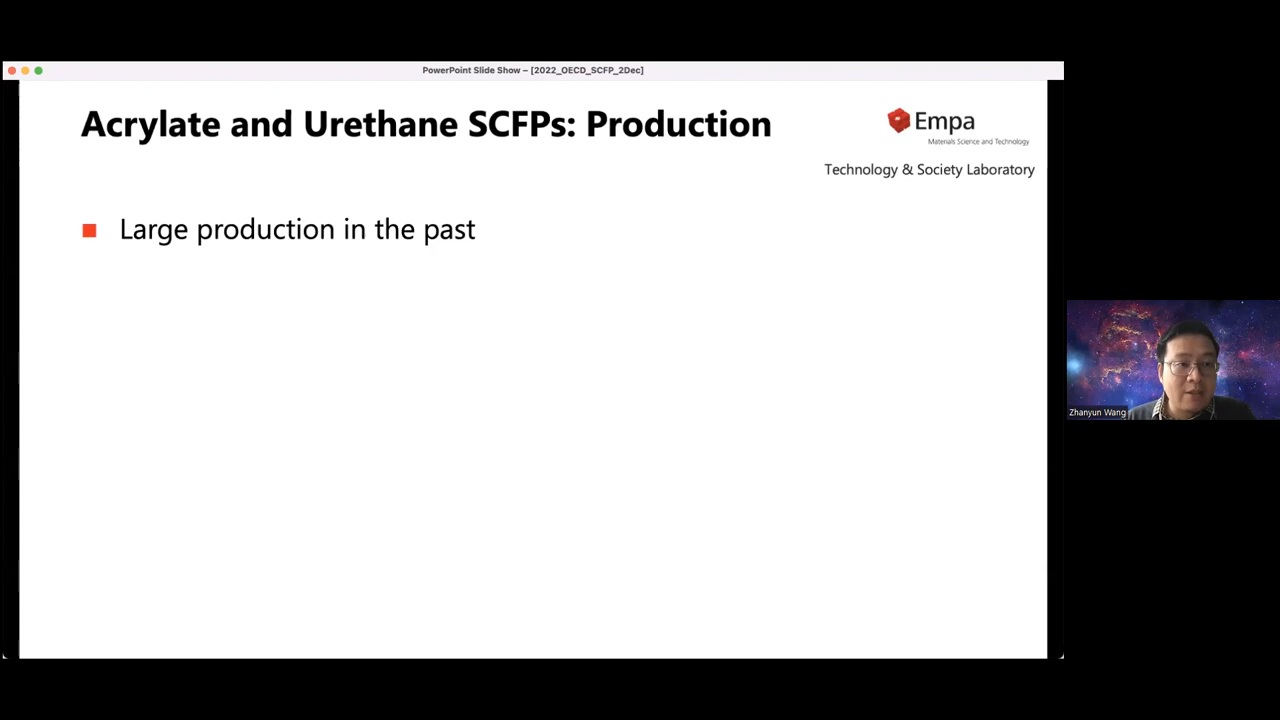 PowerPoint Slide Show – [2022_OECD_SCFP_2Dec]
Acrylate and Urethane SCFPs: Production
Empa
Materials Science and Technology
Technology & Society Laboratory
Large production in the past
Zhanyun Wang